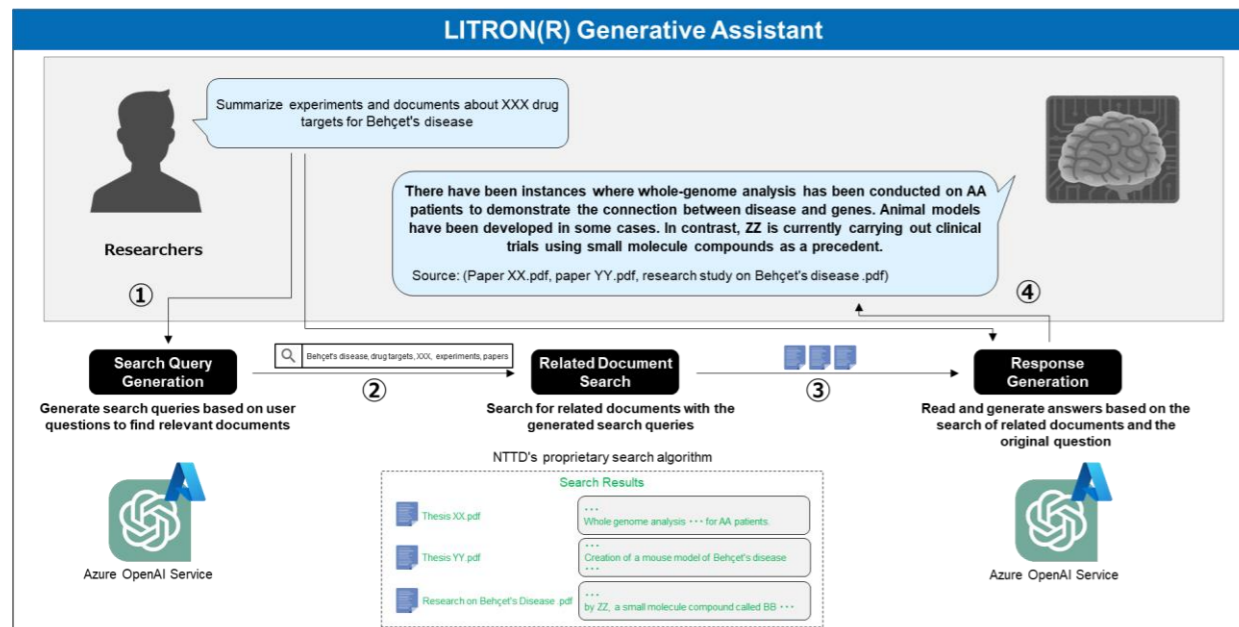 LITRON(R) Generative Assistant
Summarize experiments and documents about XXX drug
targets for Behçet's disease
There have been instances where whole-genome analysis has been conducted on AA
patients to demonstrate the connection between disease and genes. Animal models
have been developed in some cases. In contrast, ZZ is currently carrying out clinical
trials using small molecule compounds as a precedent.
Source: (Paper XX.pdf, paper YY.pdf, research study on Behçet's disease .pdf)
Researchers
①
④
Search Query
Generation
Behçet's disease, drug targets, XXX, experiments, papers
②
Related Document
Search
③
Response
Generation
Generate search queries based on user
questions to find relevant documents
Search for related documents with the
generated search queries
Read and generate answers based on the
search of related documents and the
original question
NTTD's proprietary search algorithm
Search Results
Thesis XX.pdf
•••
Whole genome analysis ••• for AA patients.
Thesis YY.pdf
•••
Creation of a mouse model of Behçet's disease
•••
Research on Behçet's Disease .pdf
•••
by ZZ, a small molecule compound called BB •••
Azure OpenAI Service
Azure OpenAI Service